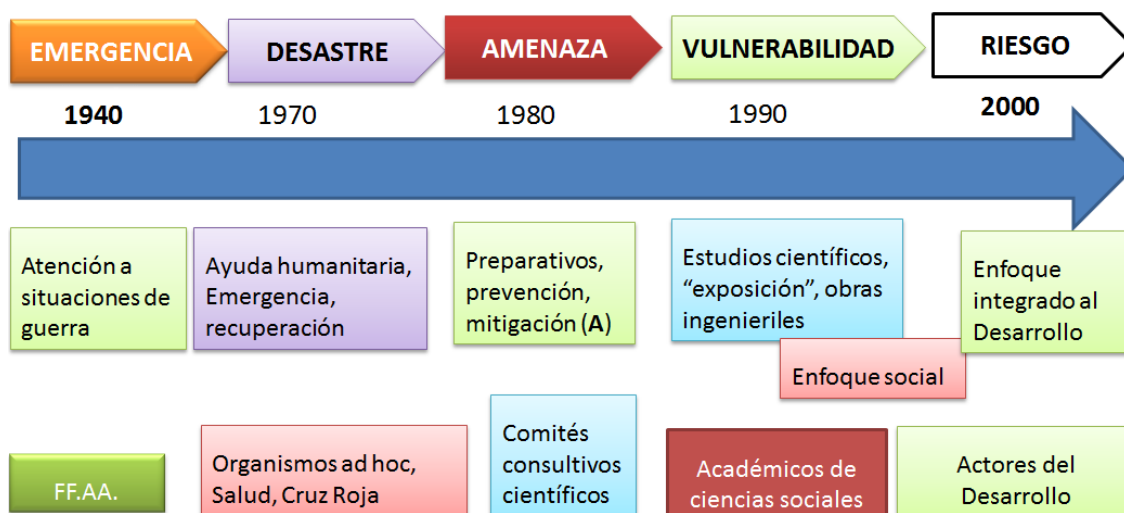 EMERGENCIA
DESASTRE
AMENAZA
VULNERABILIDAD
RIESGO
1940
1970
1980
1990
2000
Atención a
situaciones de
guerra
Ayuda humanitaria,
Emergencia,
recuperación
Preparativos,
prevención,
mitigación (A)
Estudios científicos,
“exposición”, obras
ingenieriles
Enfoque social
Enfoque
integrado al
Desarrollo
FF.AA.
Organismos ad hoc,
Salud, Cruz Roja
Comités
consultivos
científicos
Académicos de
ciencias sociales
Actores del
Desarrollo